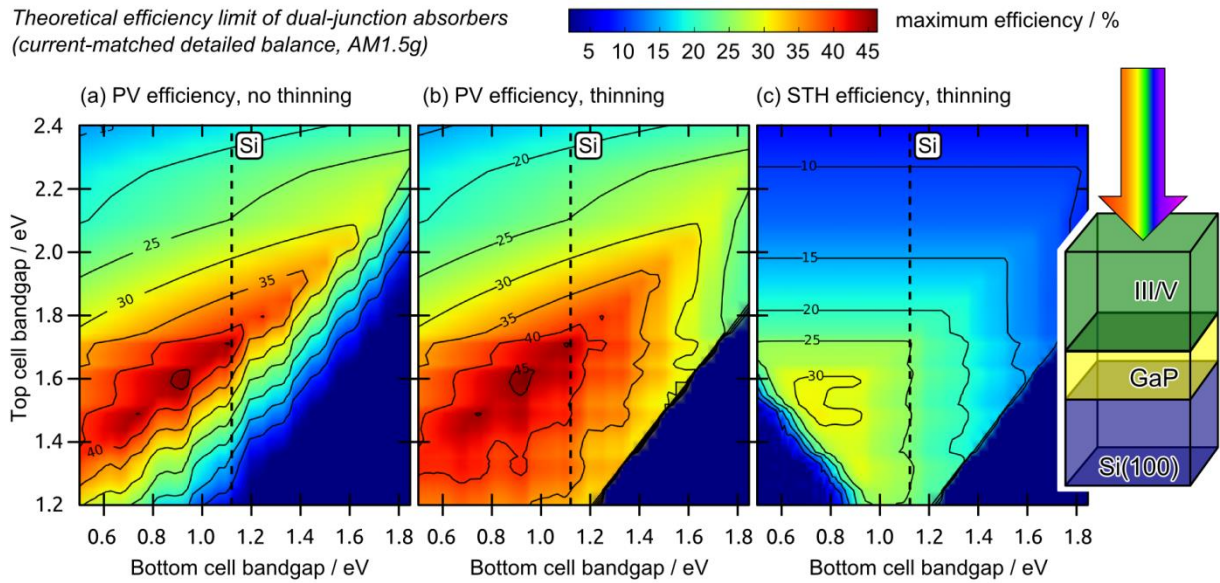 Theoretical efficiency limit of dual-junction absorbers
(current-matched detailed balance, AM1.5g)
maximum efficiency / %
5 10 15 20 25 30 35 40 45
(a) PV efficiency, no thinning
(b) PV efficiency, thinning
(c) STH efficiency, thinning
Top cell bandgap / eV
2.4
2.2
2.0
1.8
1.6
1.4
1.2
Si
25
30
35
40
0.6 0.8 1.0 1.2 1.4 1.6 1.8
Bottom cell bandgap / eV
Si
20
25
30
35
40
45
0.6 0.8 1.0 1.2 1.4 1.6 1.8
Bottom cell bandgap / eV
Si
10
15
20
25
30
0.6 0.8 1.0 1.2 1.4 1.6 1.8
Bottom cell bandgap / eV
III/V
GaP
Si(100)